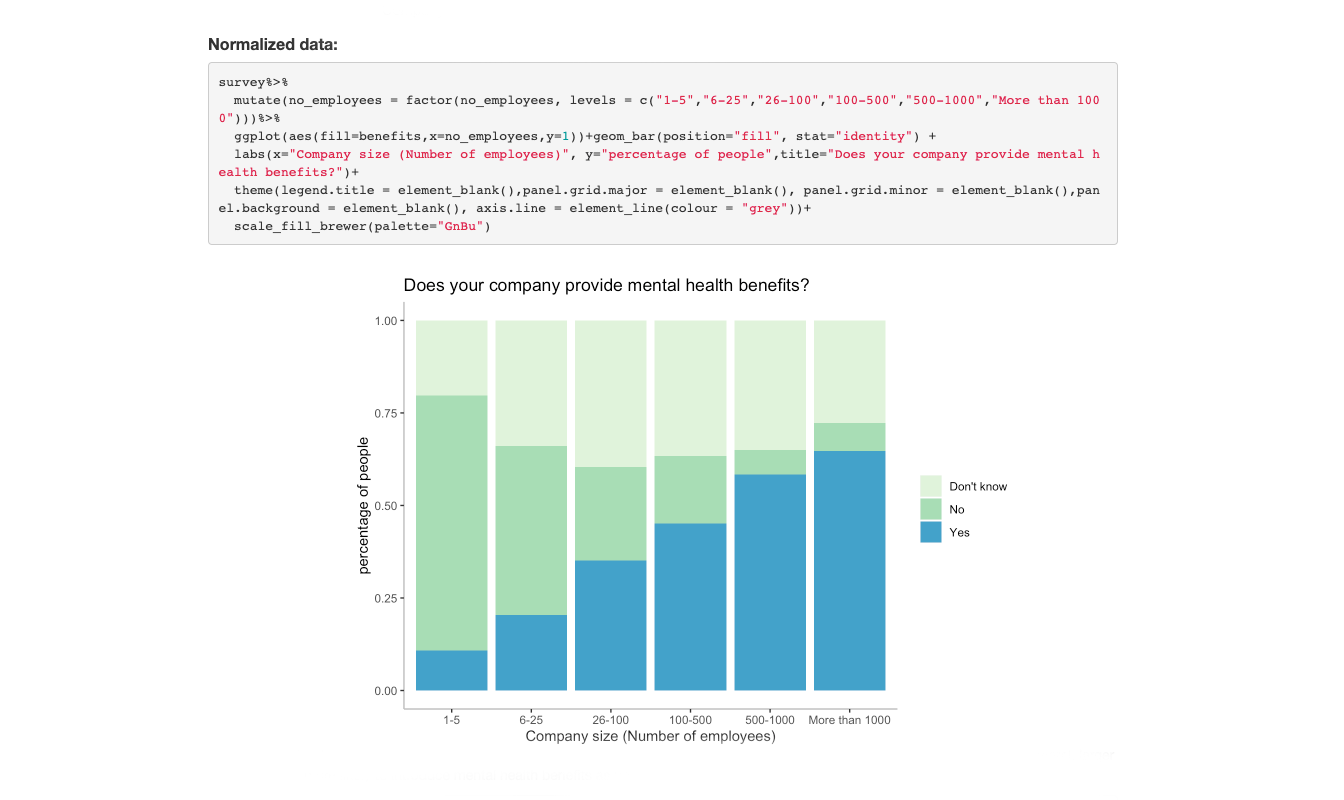 Normalized data:
survey%>%
  mutate(no_employees = factor(no_employees, levels = c("1-5","6-25","26-100","100-500","500-1000","More than 100
0")))%>%
  ggplot(aes(fill=benefits,x=no_employees,y=1))+geom_bar(position="fill", stat="identity") +
  labs(x="Company size (Number of employees)", y="percentage of people",title="Does your company provide mental h
ealth benefits?")+
  theme(legend.title = element_blank(),panel.grid.major = element_blank(), panel.grid.minor = element_blank(),pan
el.background = element_blank(), axis.line = element_line(colour = "grey"))+
  scale_fill_brewer(palette="GnBu")
Does your company provide mental health benefits?
1.00
0.75
0.50
0.25
0.00
percentage of people
1-5 6-25 26-100 100-500 500-1000 More than 1000
Company size (Number of employees)
Don't know
No
Yes